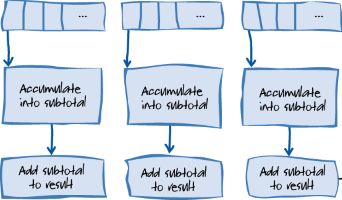 ...
...
...
Accumulate
into subtotal
Accumulate
into subtotal
Accumulate
into subtotal
Add subtotal
to result
Add subtotal
to result
Add subtotal
to result